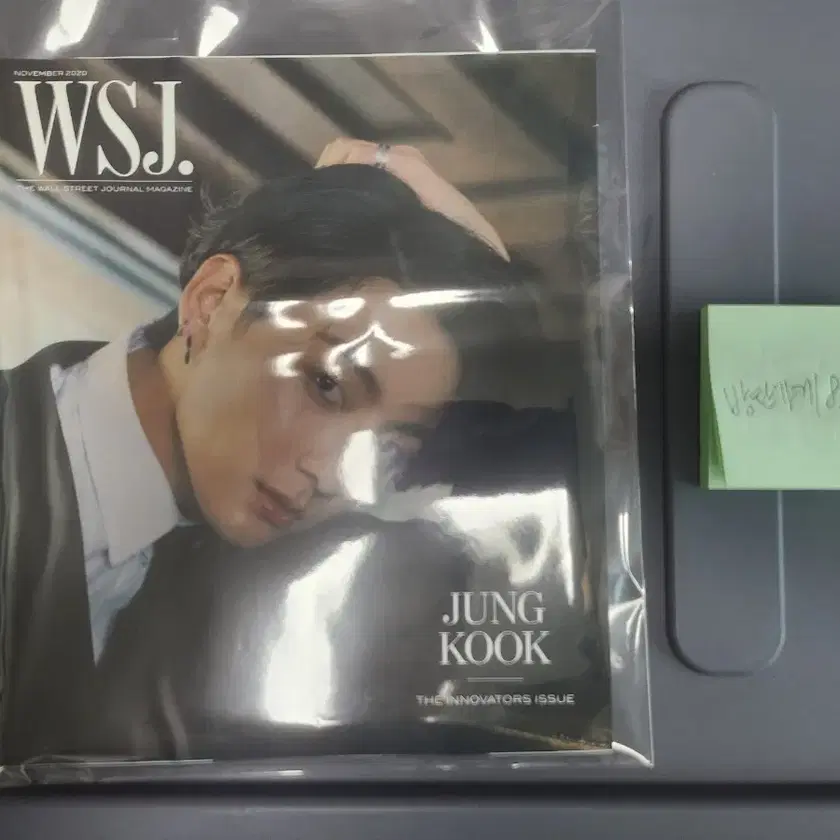 NOVEMBER 2020
WSJ.
THE WALL STREET JOURNAL MAGAZINE
JUNG
KOOK
THE INNOVATORS ISSUE